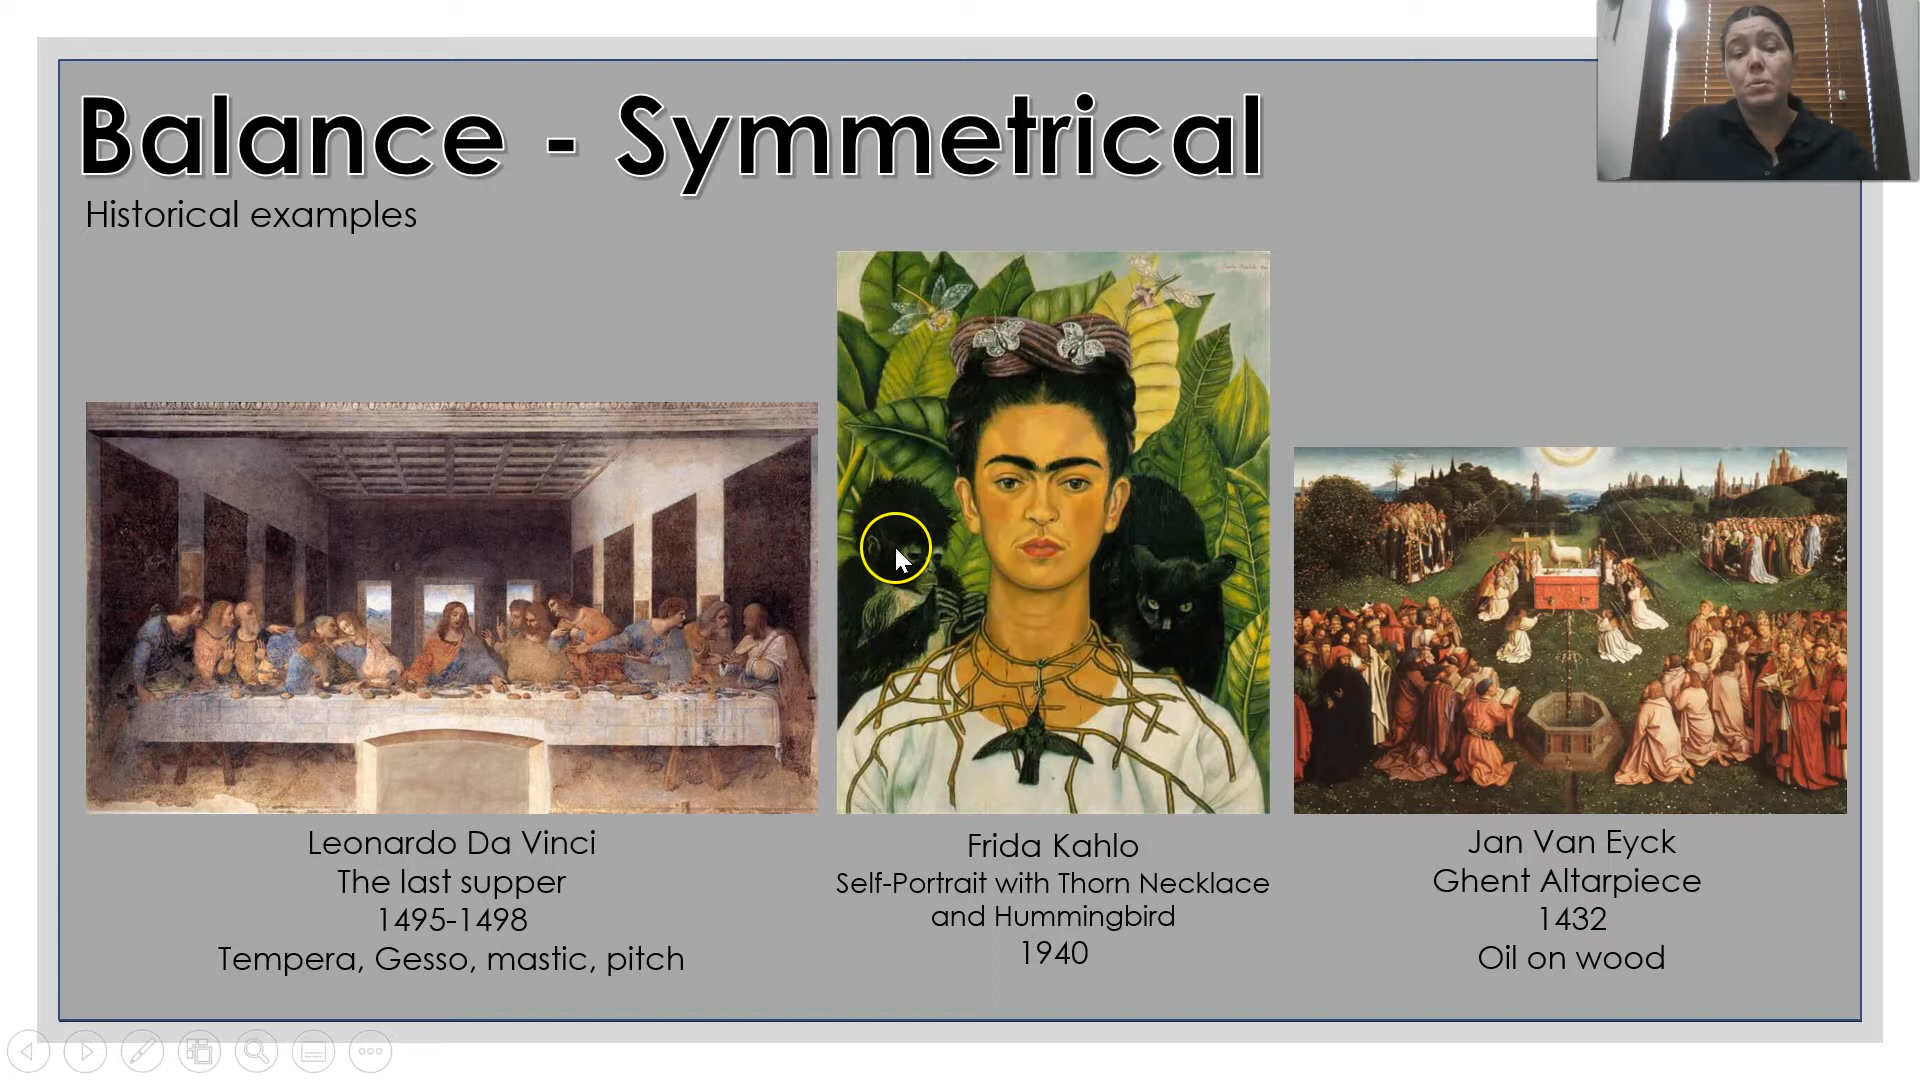 Balance - Symmetrical
Historical examples
Leonardo Da Vinci
The last supper
1495-1498
Tempera, Gesso, mastic, pitch
Frida Kahlo
Self-Portrait with Thorn Necklace
and Hummingbird
1940
Jan Van Eyck
Ghent Altarpiece
1432
Oil on wood